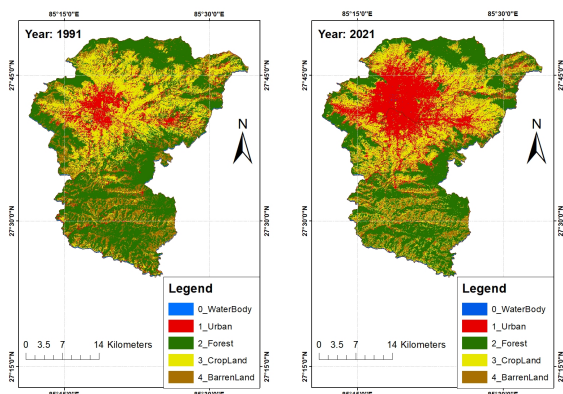 85°15'0"E 85°30'0"E
Year: 1991
27°45'0"N
27°30'0"N
27°15'0"N
N
Legend
0_WaterBody
1_Urban
2_Forest
3_CropLand
4_BarrenLand
0 3.5 7 14 Kilometers
85°15'0"E 85°30'0"E
Year: 2021
27°45'0"N
27°30'0"N
27°15'0"N
N
Legend
0_WaterBody
1_Urban
2_Forest
3_CropLand
4_BarrenLand
0 3.5 7 14 Kilometers